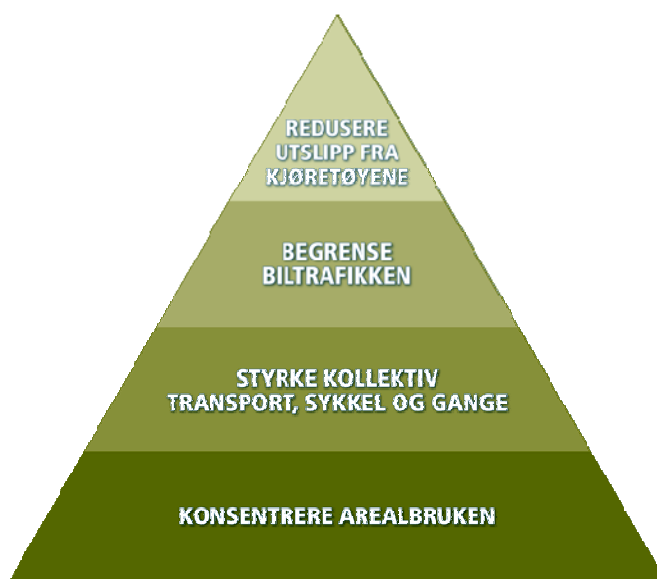 REDUSERE
UTSLIPP FRA
KJØRETØYENE
BEGRENSE
BILTRAFIKKEN
STYRKE KOLLEKTIV
TRANSPORT, SYKKEL OG GANGE
KONSENTRERE AREALBRUKEN